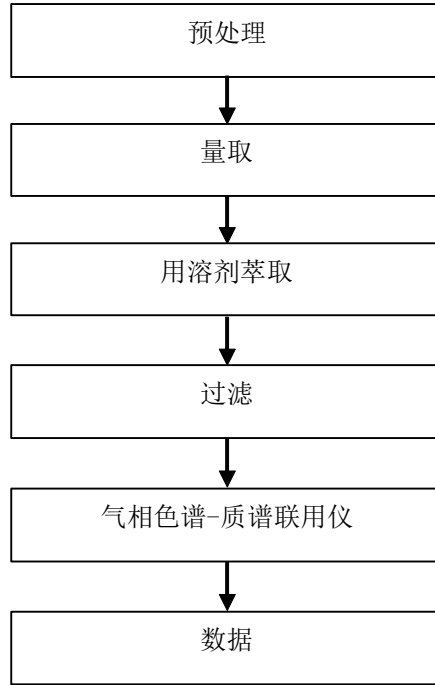 预处理
量取
用溶剂萃取
过滤
气相色谱-质谱联用仪
数据